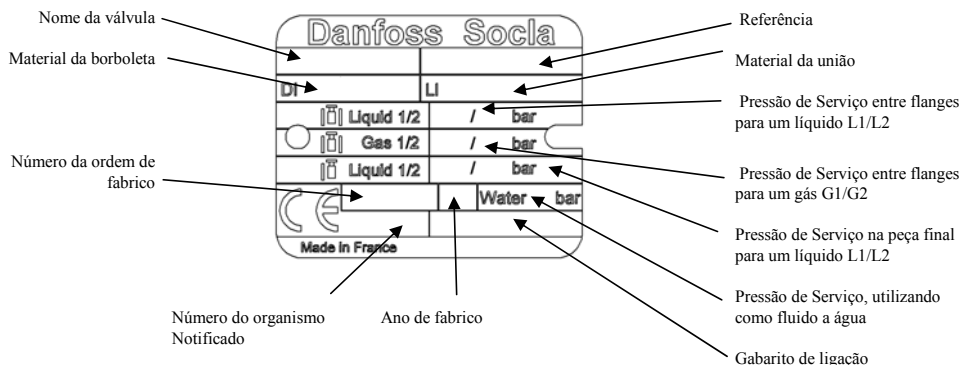 Nome da válvula
Material da borboleta
Número da ordem de
fabrico
Danfoss Socla
DI LI
Liquid 1/2 / bar
Gas 1/2 / bar
Liquid 1/2 / bar
CE Water bar
Made in France
Referência
Material da união
Pressão de Serviço entre flanges
para um líquido L1/L2
Pressão de Serviço entre flanges
para um gás G1/G2
Pressão de Serviço na peça final
para um líquido L1/L2
Pressão de Serviço, utilizando
como fluido a água
Gabarito de ligação
Número do organismo
Notificado
Ano de fabrico